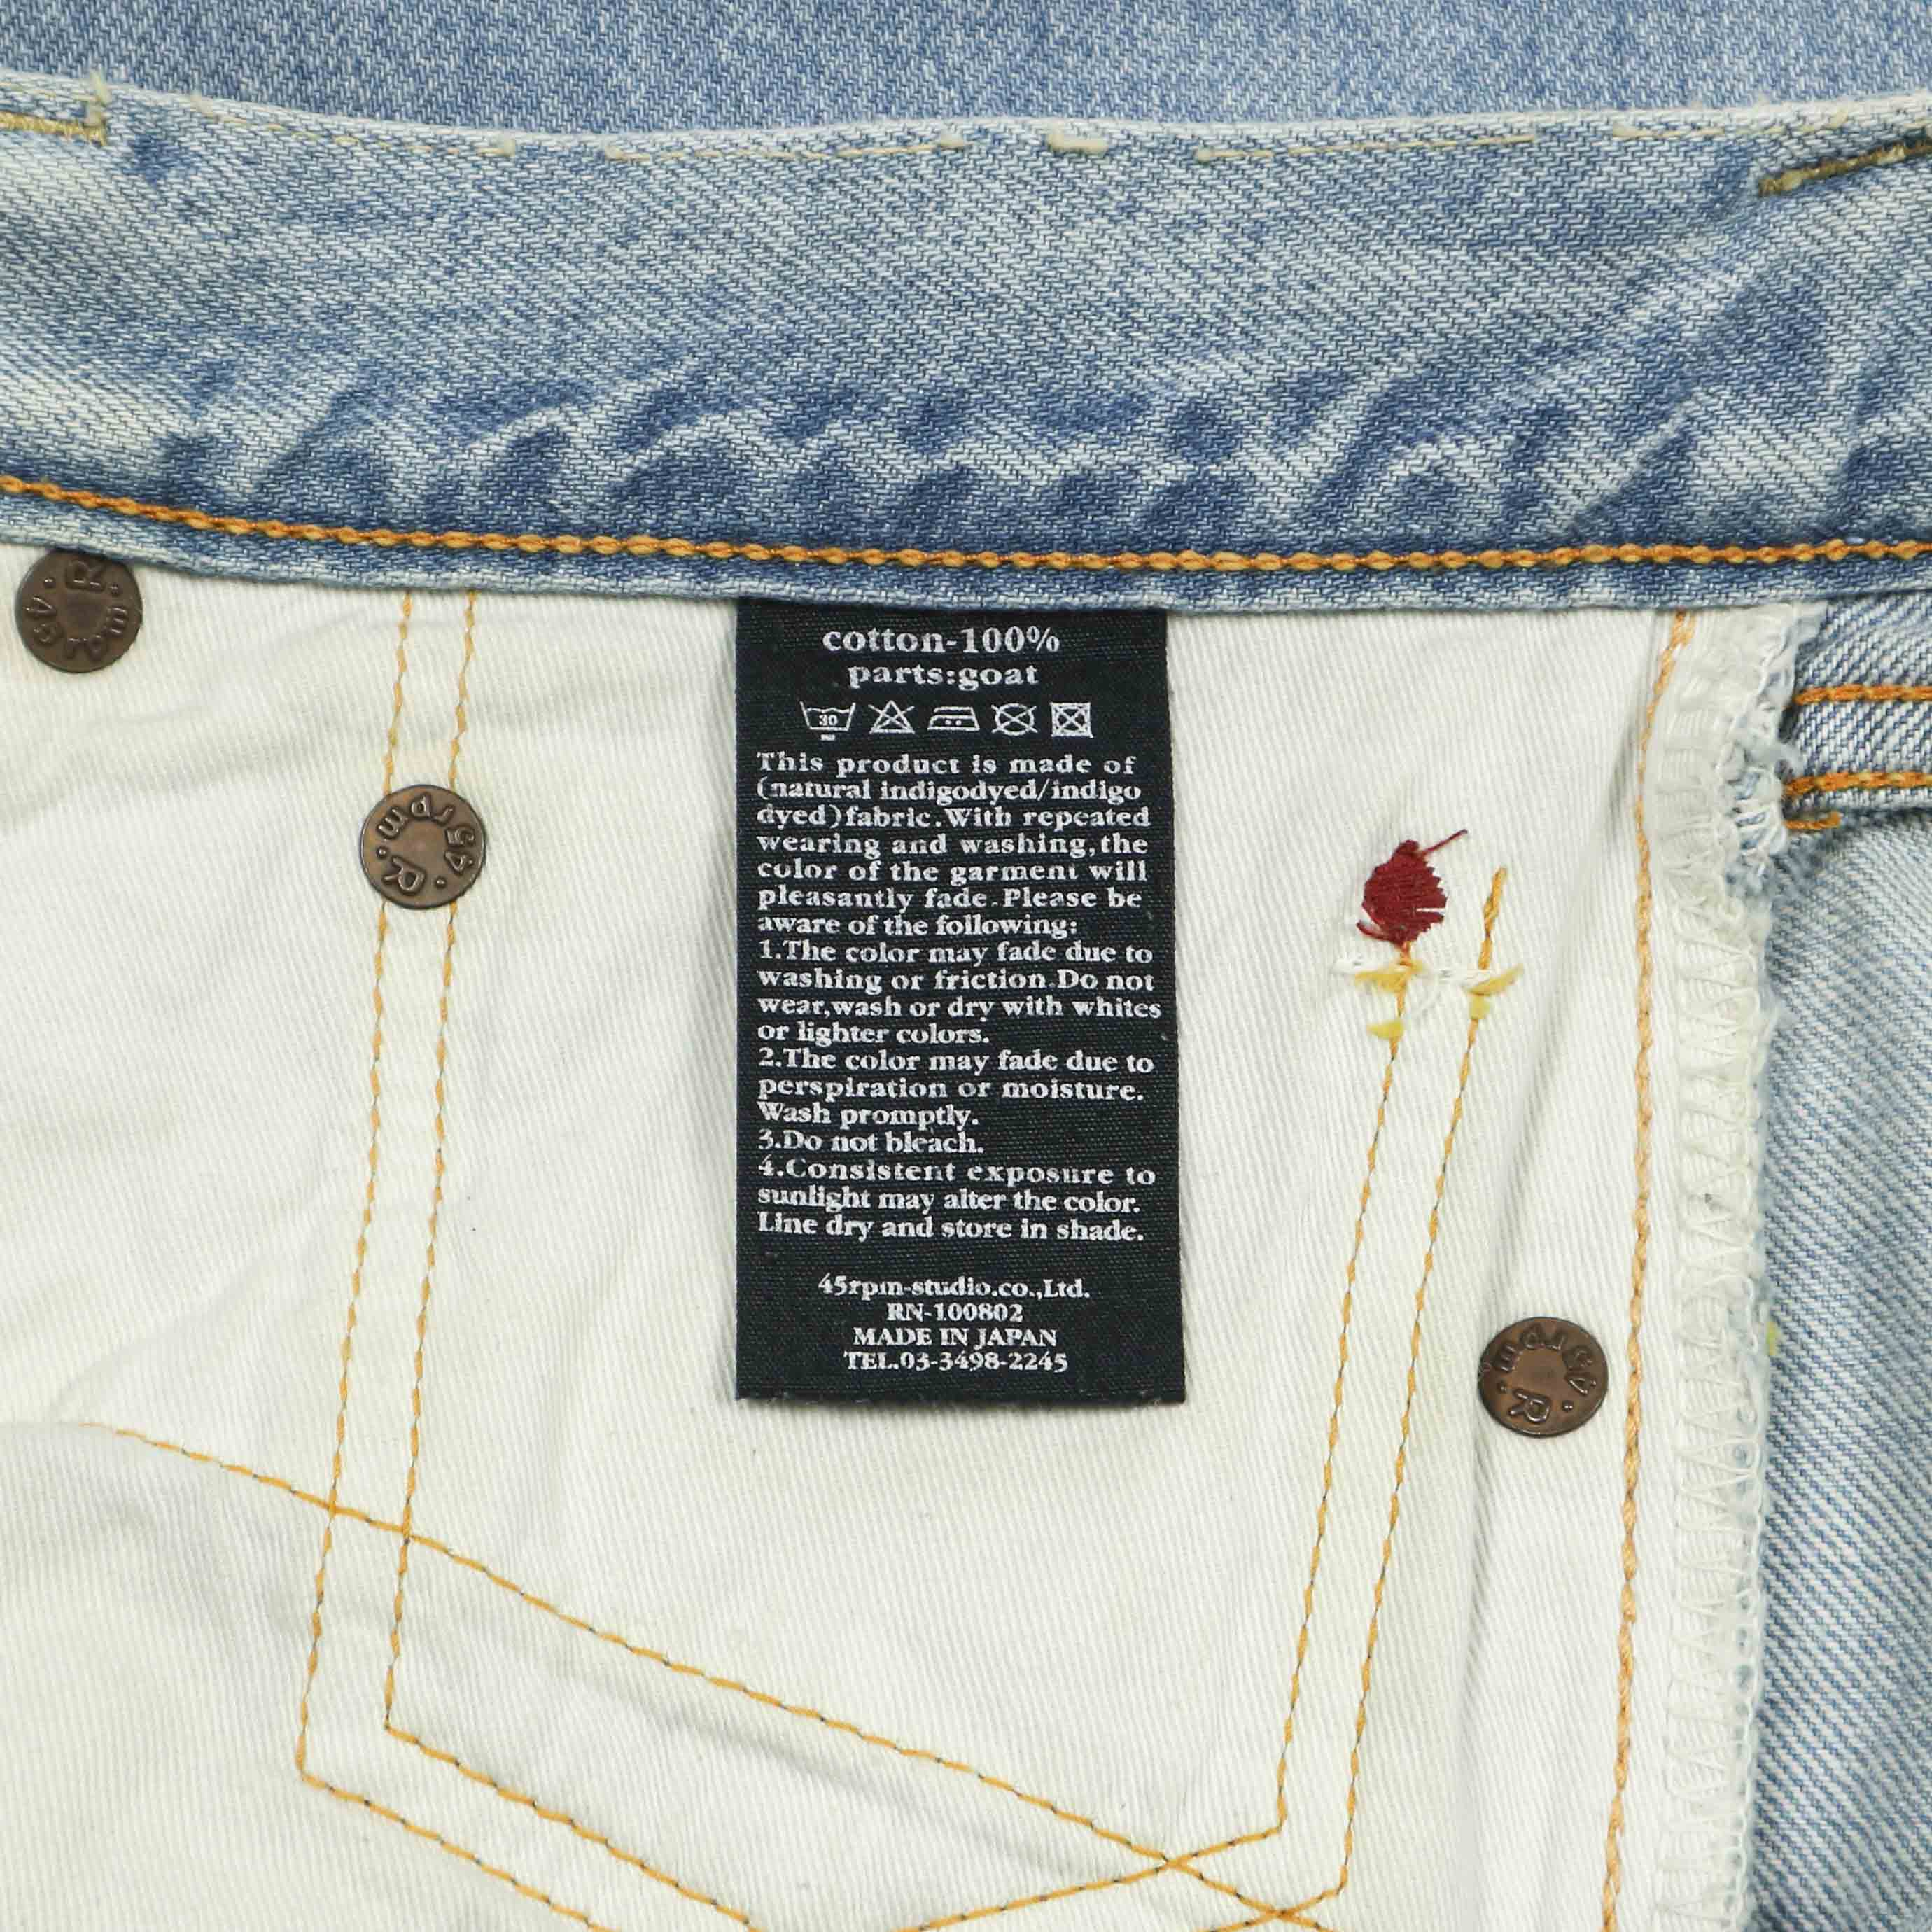 45rpm R
45rpm R
cotton-100%
parts:goat
30
This product is made of
(natural indigodyed/indigo
dyed)fabric.With repeated
wearing and washing,the
color of the garment will
pleasantly fade.Please be
aware of the following:
1.The color may fade due to
washing or friction.Do not
wear,wash or dry with whites
or lighter colors.
2.The color may fade due to
perspiration or moisture.
Wash promptly.
3.Do not bleach.
4.Consistent exposure to
sunlight may alter the color.
Line dry and store in shade.
45rpm-studio.co.,Ltd.
RN-100802
MADE IN JAPAN
TEL.03-3498-2245
45rpm R